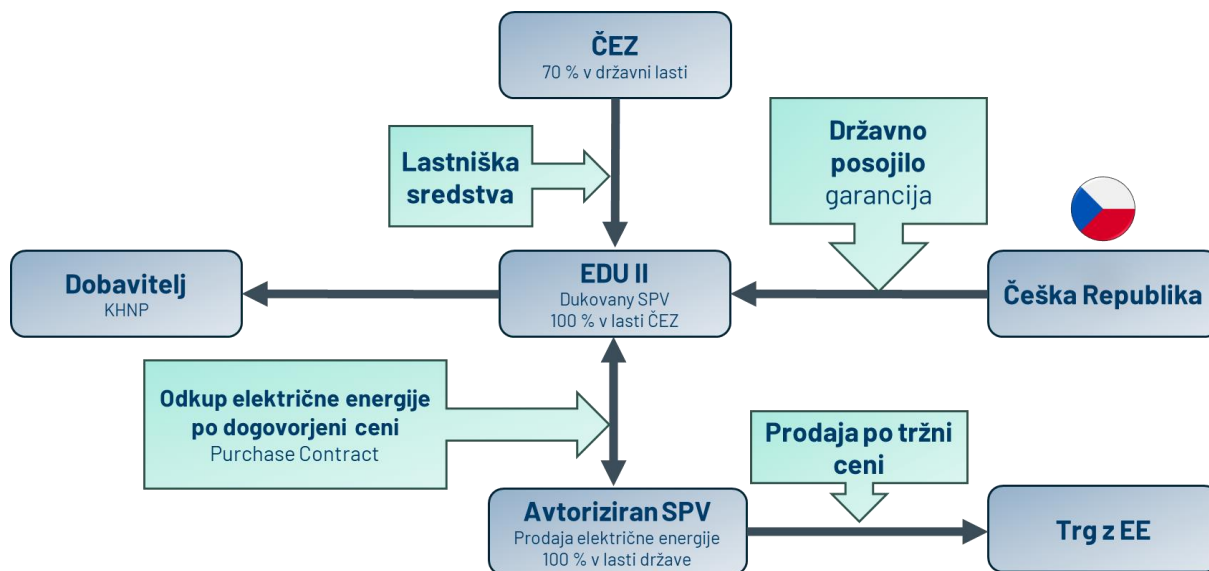 ČEZ
70 % v državni lasti
Lastniška
sredstva
Državno
posojilo
garancija
Dobavitelj
KHNP
EDU II
Dukovany SPV
100 % v lasti ČEZ
Češka Republika
Odkup električne energije
po dogovorjeni ceni
Purchase Contract
Prodaja po tržni
ceni
Avtoriziran SPV
Prodaja električne energije
100 % v lasti države
Trg z EE